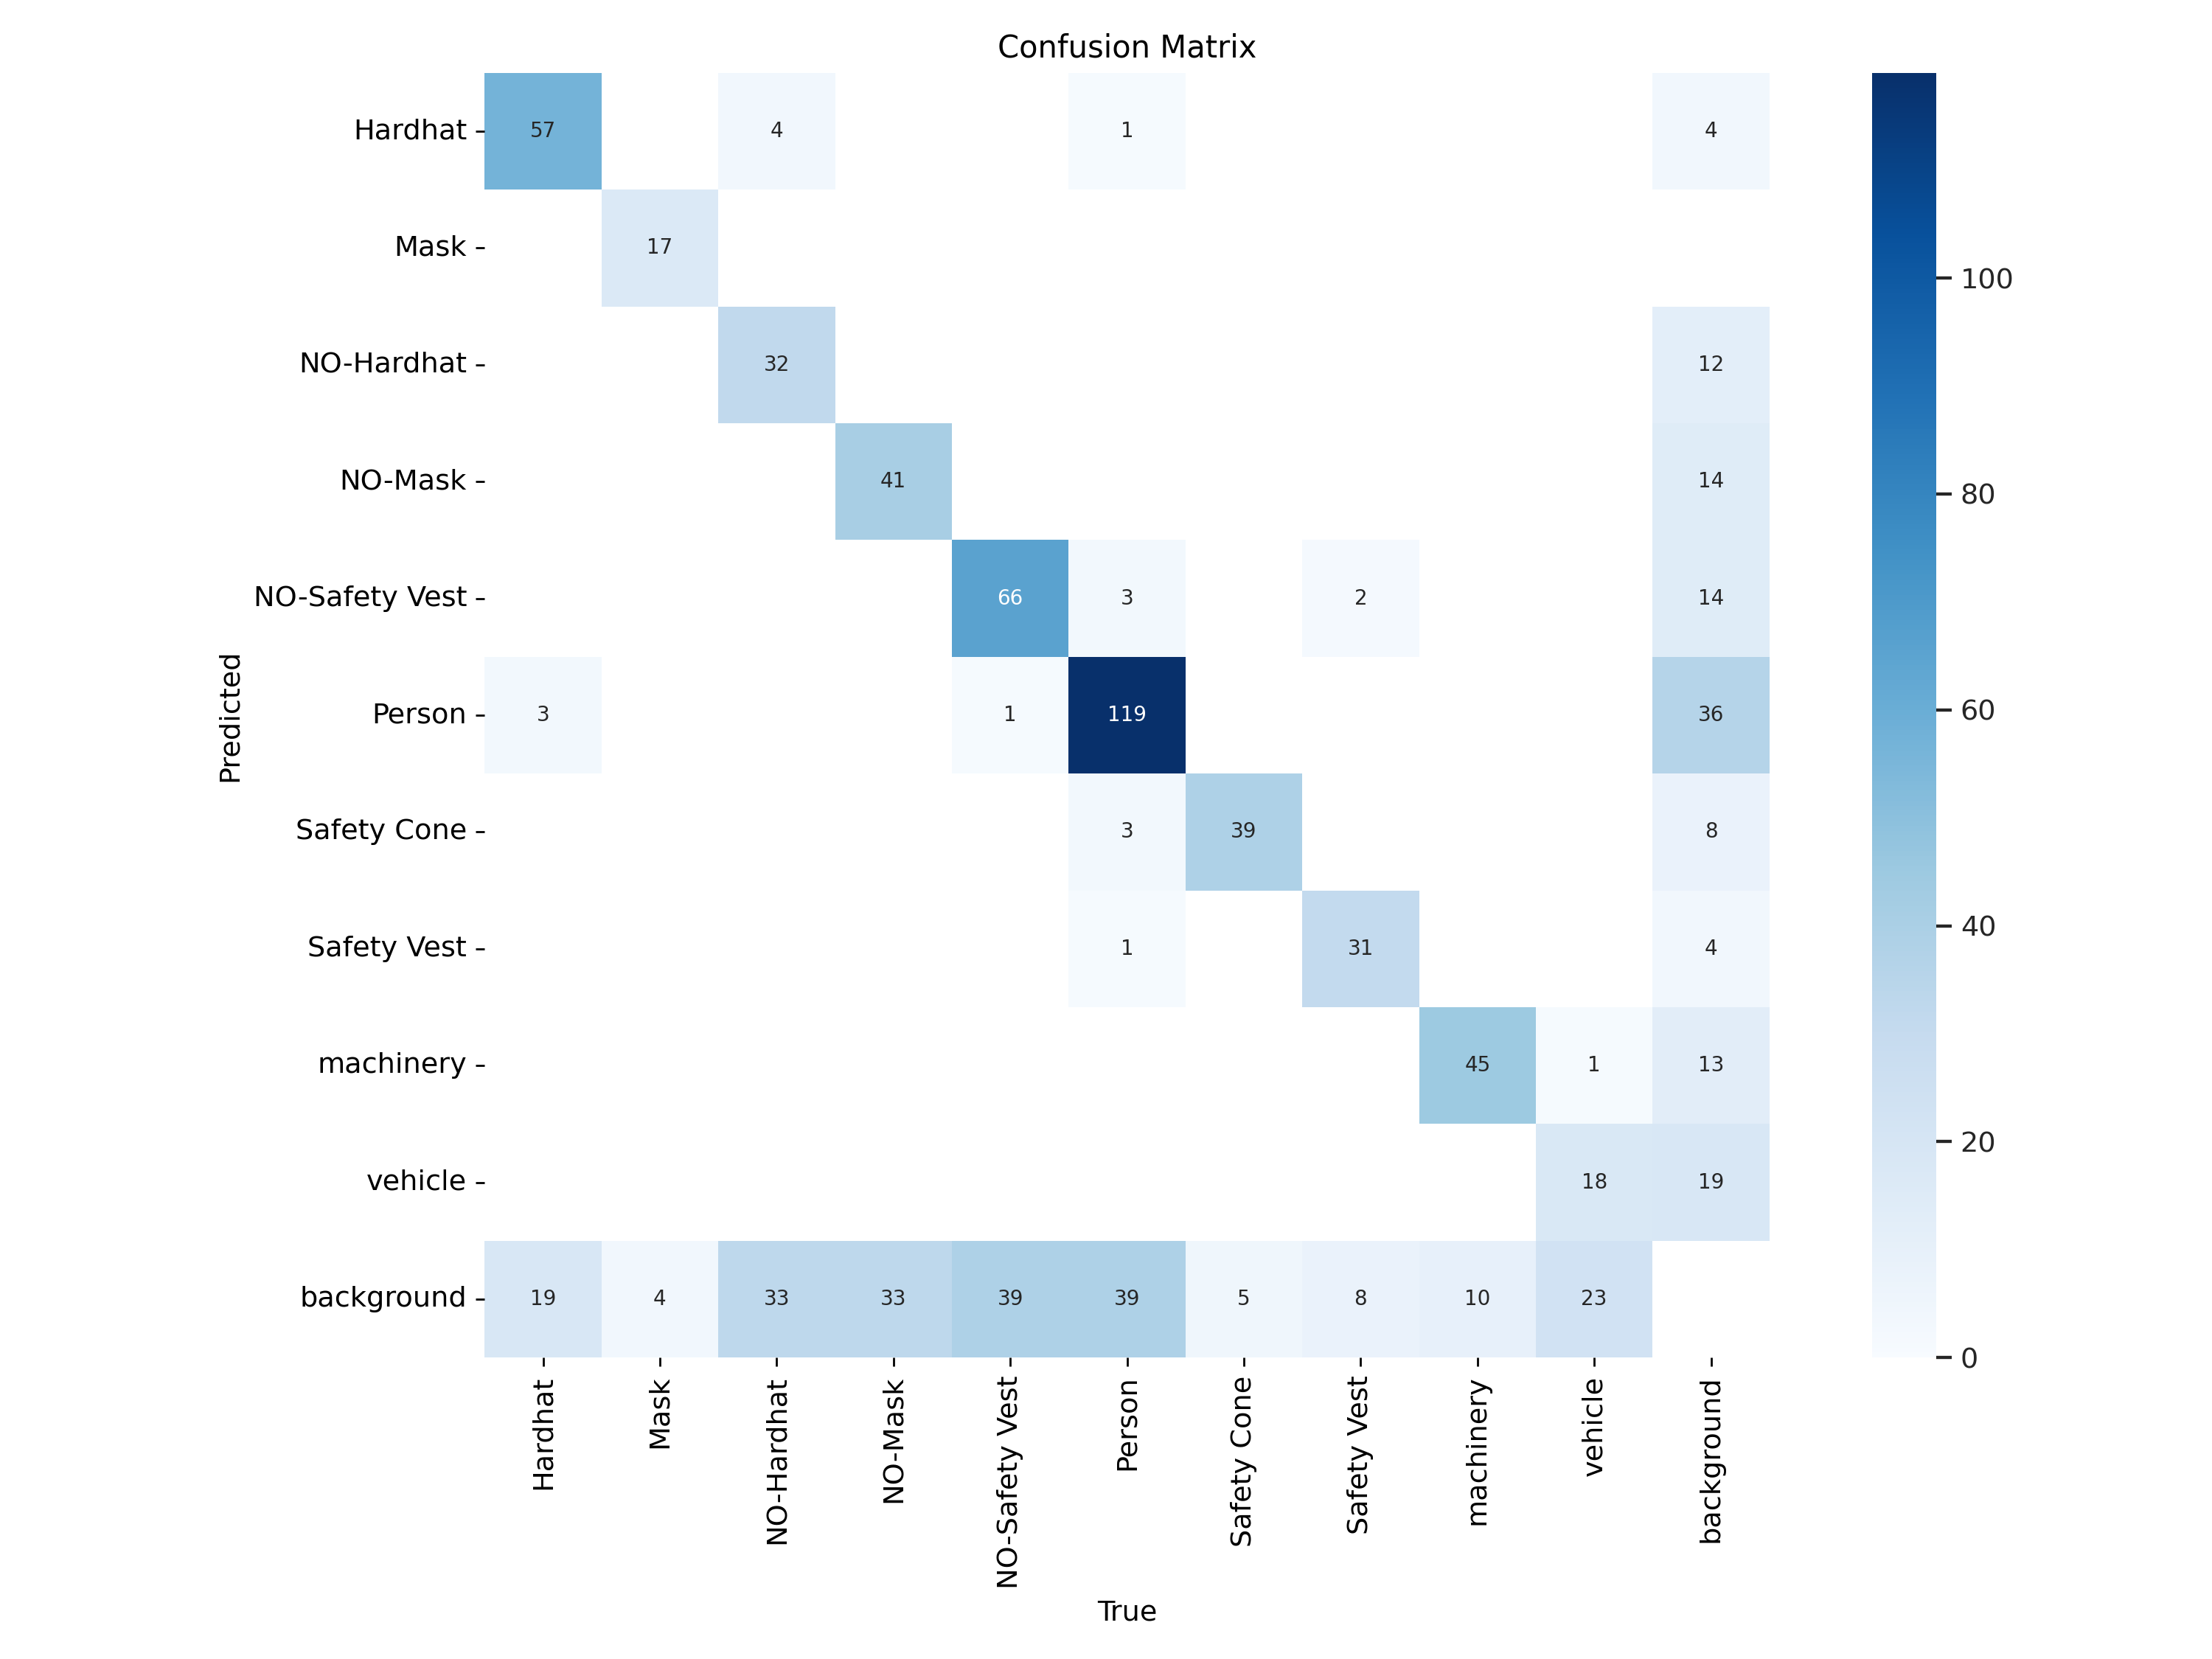 Confusion Matrix
Hardhat 57 4 1 4
Mask 17
NO-Hardhat 32 12
NO-Mask 41 14
NO-Safety Vest 66 3 2 14
Person 3 1 119 36
Safety Cone 3 39 8
Safety Vest 1 31 4
machinery 45 1 13
vehicle 18 19
background 19 4 33 33 39 39 5 8 10 23
Predicted
Hardhat
Mask
NO-Hardhat
NO-Mask
NO-Safety Vest
Person
Safety Cone
Safety Vest
machinery
vehicle
background
True
100
80
60
40
20
0